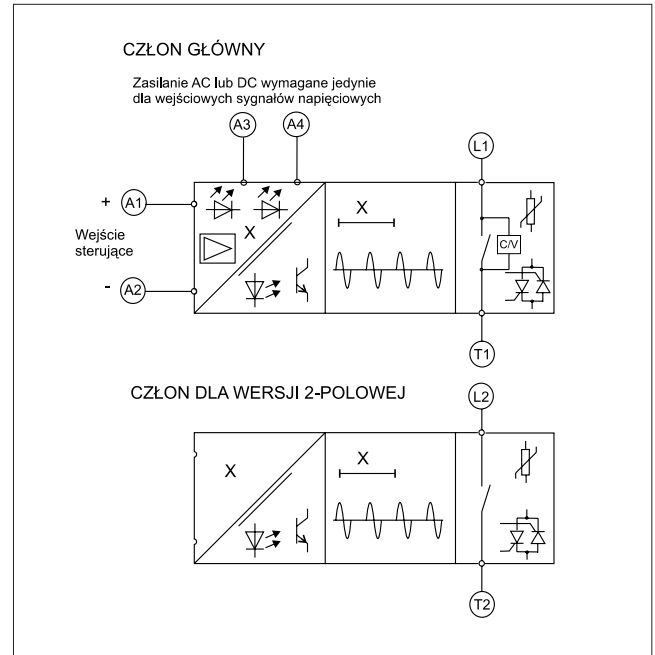 CZŁON GŁÓWNY
Zasilanie AC lub DC wymagane jedynie
dla wejściowych sygnałów napięciowych
A3
A4
L1
+ A1
X
X
C/V
Wejście
sterujące
- A2
T1
CZŁON DLA WERSJI 2-POLOWEJ
L2
X
X
T2